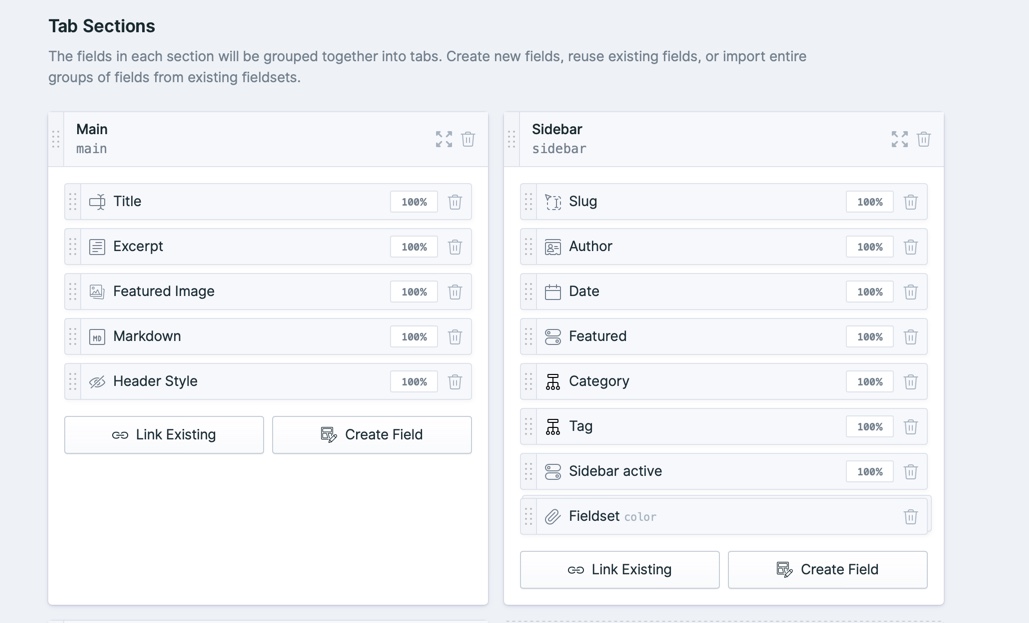 Tab Sections
The fields in each section will be grouped together into tabs. Create new fields, reuse existing fields, or import entire
groups of fields from existing fieldsets.
Main
main
Title 100%
Excerpt 100%
Featured Image 100%
MD Markdown 100%
Header Style 100%
Link Existing Create Field
Sidebar
sidebar
Slug 100%
Author 100%
Date 100%
Featured 100%
Category 100%
Tag 100%
Sidebar active 100%
Fieldset color
Link Existing Create Field